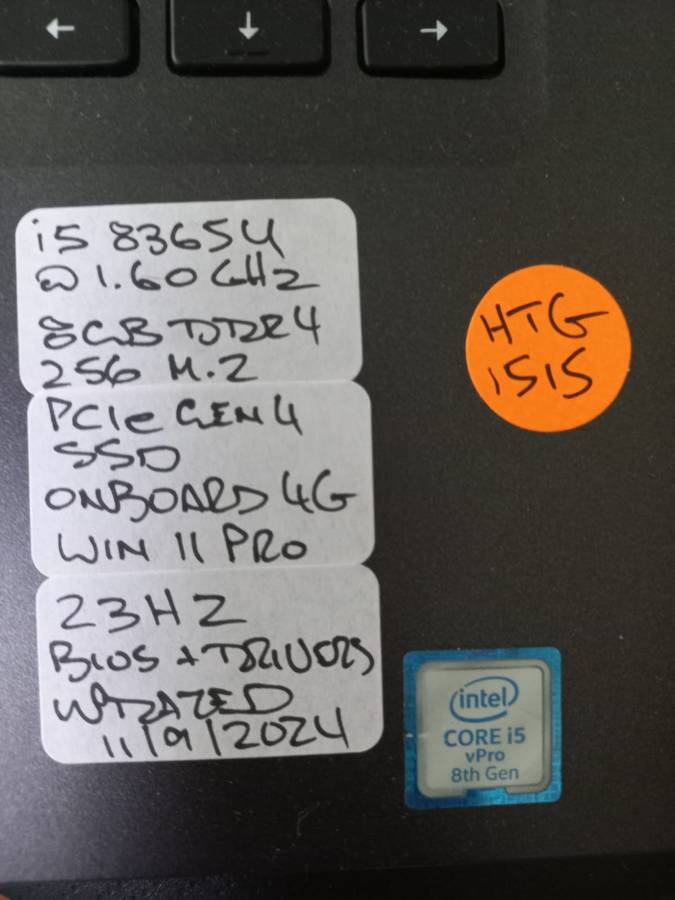 ←
↓
→
i5 8365U
@ 1.60GHz
8GB DDR4
256 M.2
PCIe GEN 4
SSD
ONBOARD 4G
WIN 11 PRO
23H2
BIOS + DRIVERS
UPDATED
11/9/2024
HTG
1515
intel
CORE i5
vPro
8th Gen